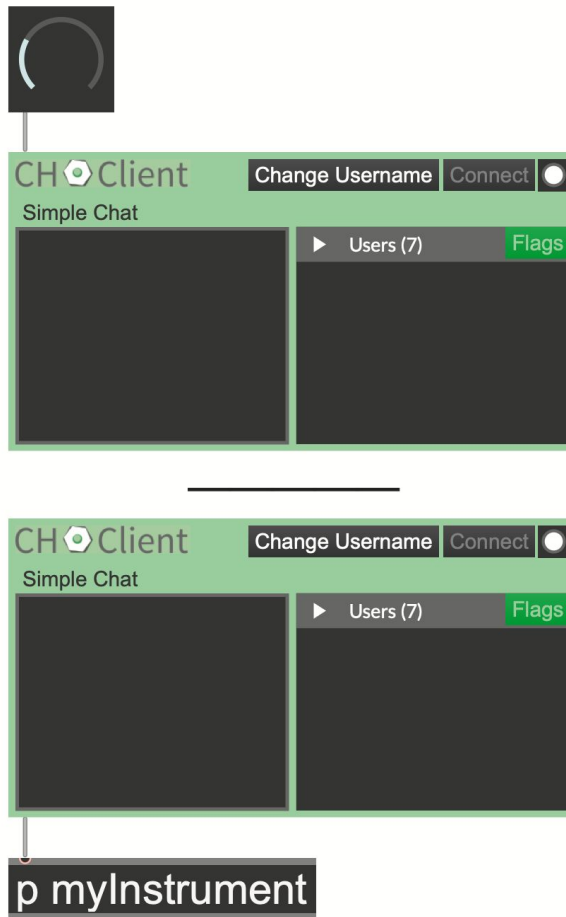 CH Client
Change Username
Connect
Simple Chat
Users (7)
Flags
CH Client
Change Username
Connect
Simple Chat
Users (7)
Flags
p myInstrument